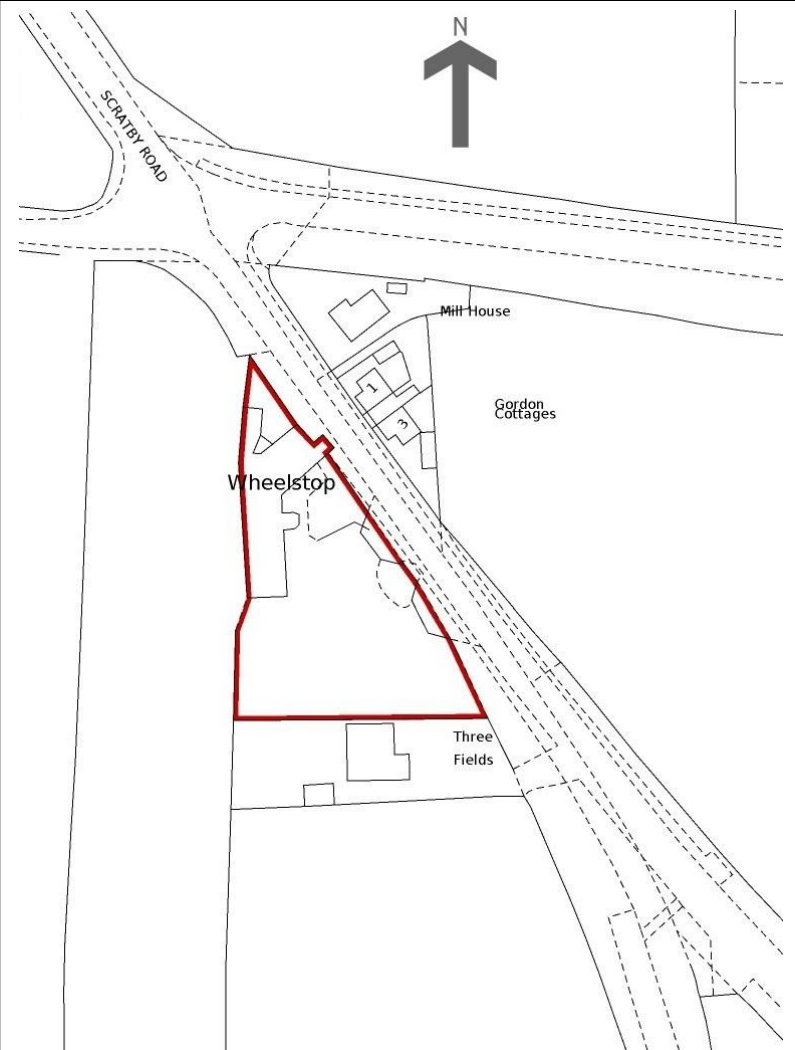 N
SCRATBY ROAD
Mill House
1
Gordon
Cottages
3
Wheelstop
Three
Fields